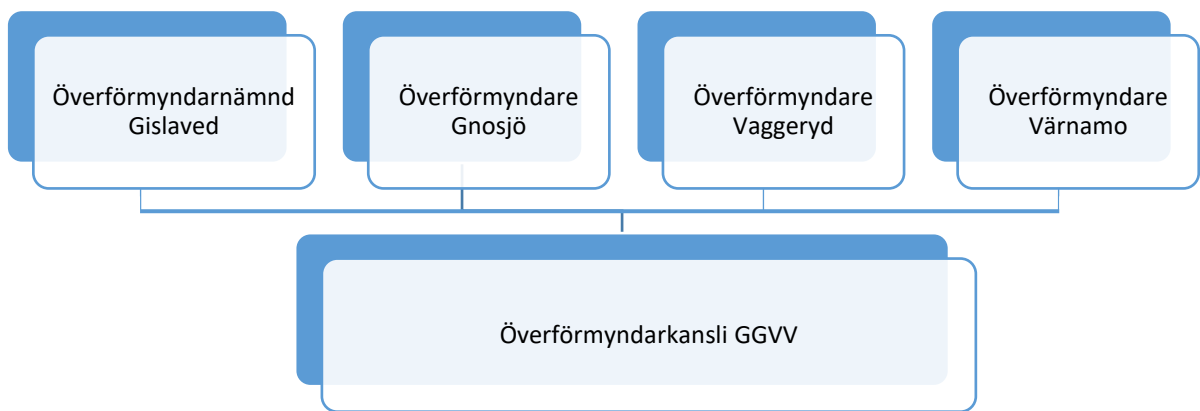 Överförmyndarnämnd
Gislaved
Överförmyndare
Gnosjö
Överförmyndare
Vaggeryd
Överförmyndare
Värnamo
Överförmyndarkansli GGVV